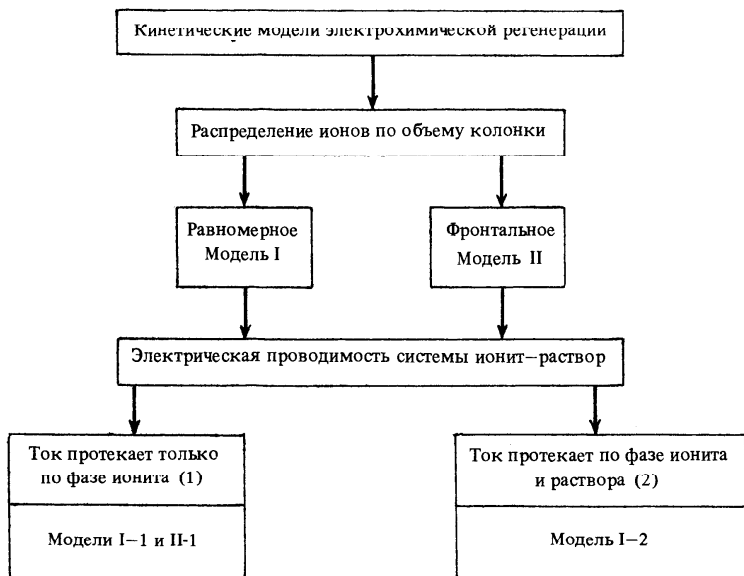 Кинетические модели электрохимической регенерации
Распределение ионов по объему колонки
Равномерное
Модель I
Фронтальное
Модель II
Электрическая проводимость системы ионит—раствор
Ток протекает только
по фазе ионита (1)
Модели I—1 и II-1
Ток протекает по фазе ионита
и раствора (2)
Модель I—2